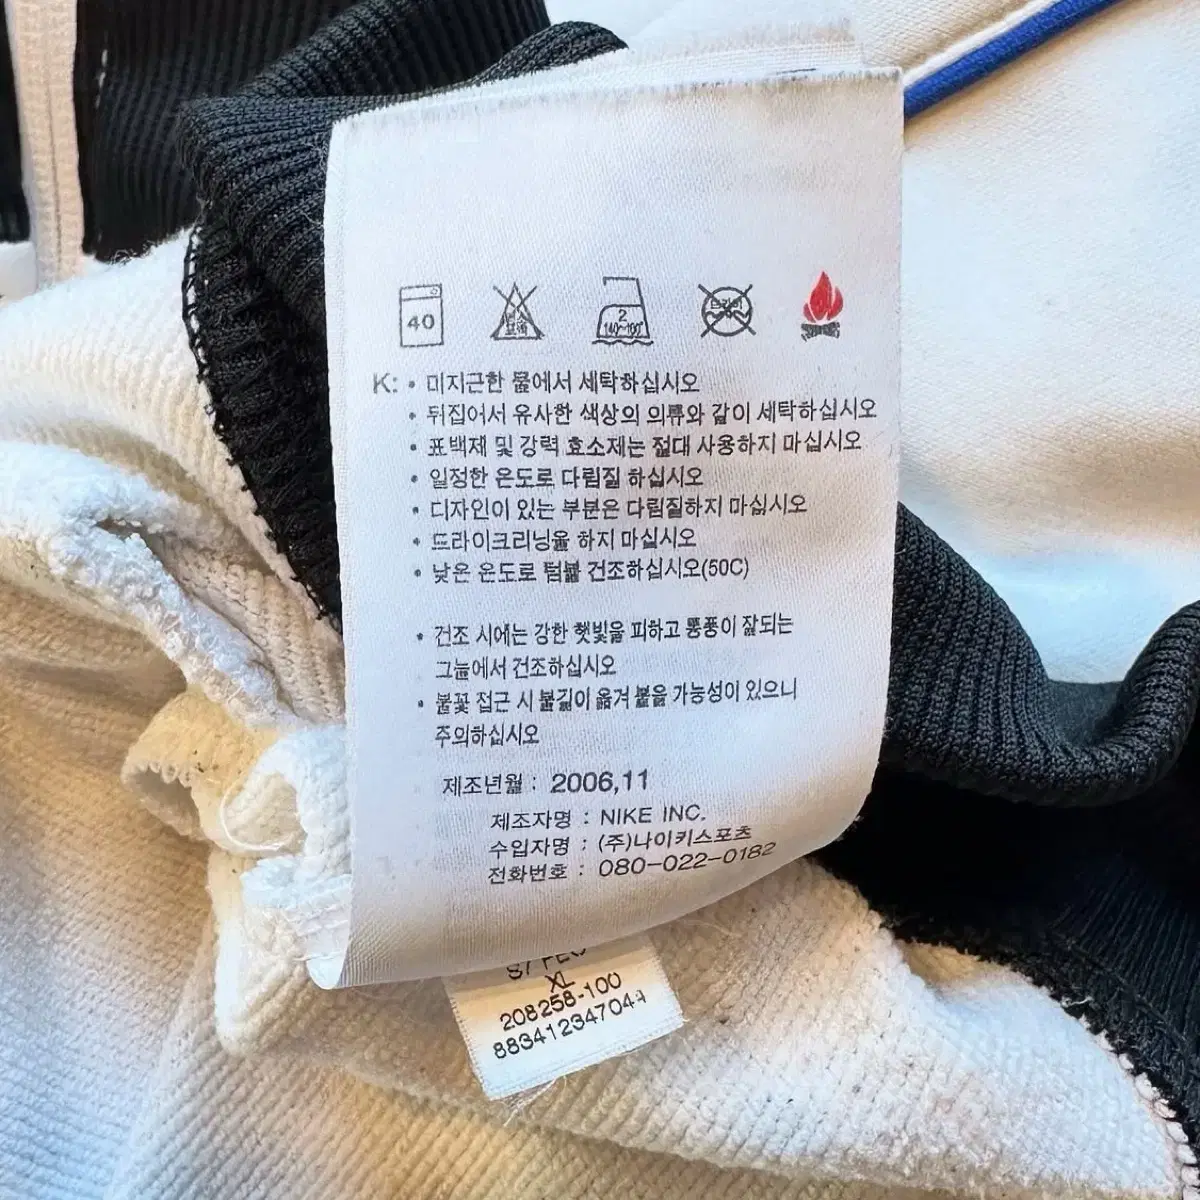 40
2
140~160°
K: • 미지근한 물에서 세탁하십시오
• 뒤집어서 유사한 색상의 의류와 같이 세탁하십시오
• 표백제 및 강력 효소제는 절대 사용하지 마십시오
• 일정한 온도로 다림질 하십시오
• 디자인이 있는 부분은 다림질하지 마십시오
• 드라이크리닝을 하지 마십시오
• 낮은 온도로 텀블 건조하십시오(50C)
• 건조 시에는 강한 햇빛을 피하고 통풍이 잘되는
그늘에서 건조하십시오
• 불꽃 접근 시 불길이 옮겨 붙을 가능성이 있으니
주의하십시오
제조년월 : 2006,11
제조자명 : NIKE INC.
수입자명 : (주)나이키스포츠
전화번호 : 080-022-0182
XL
208258-100
883412347044